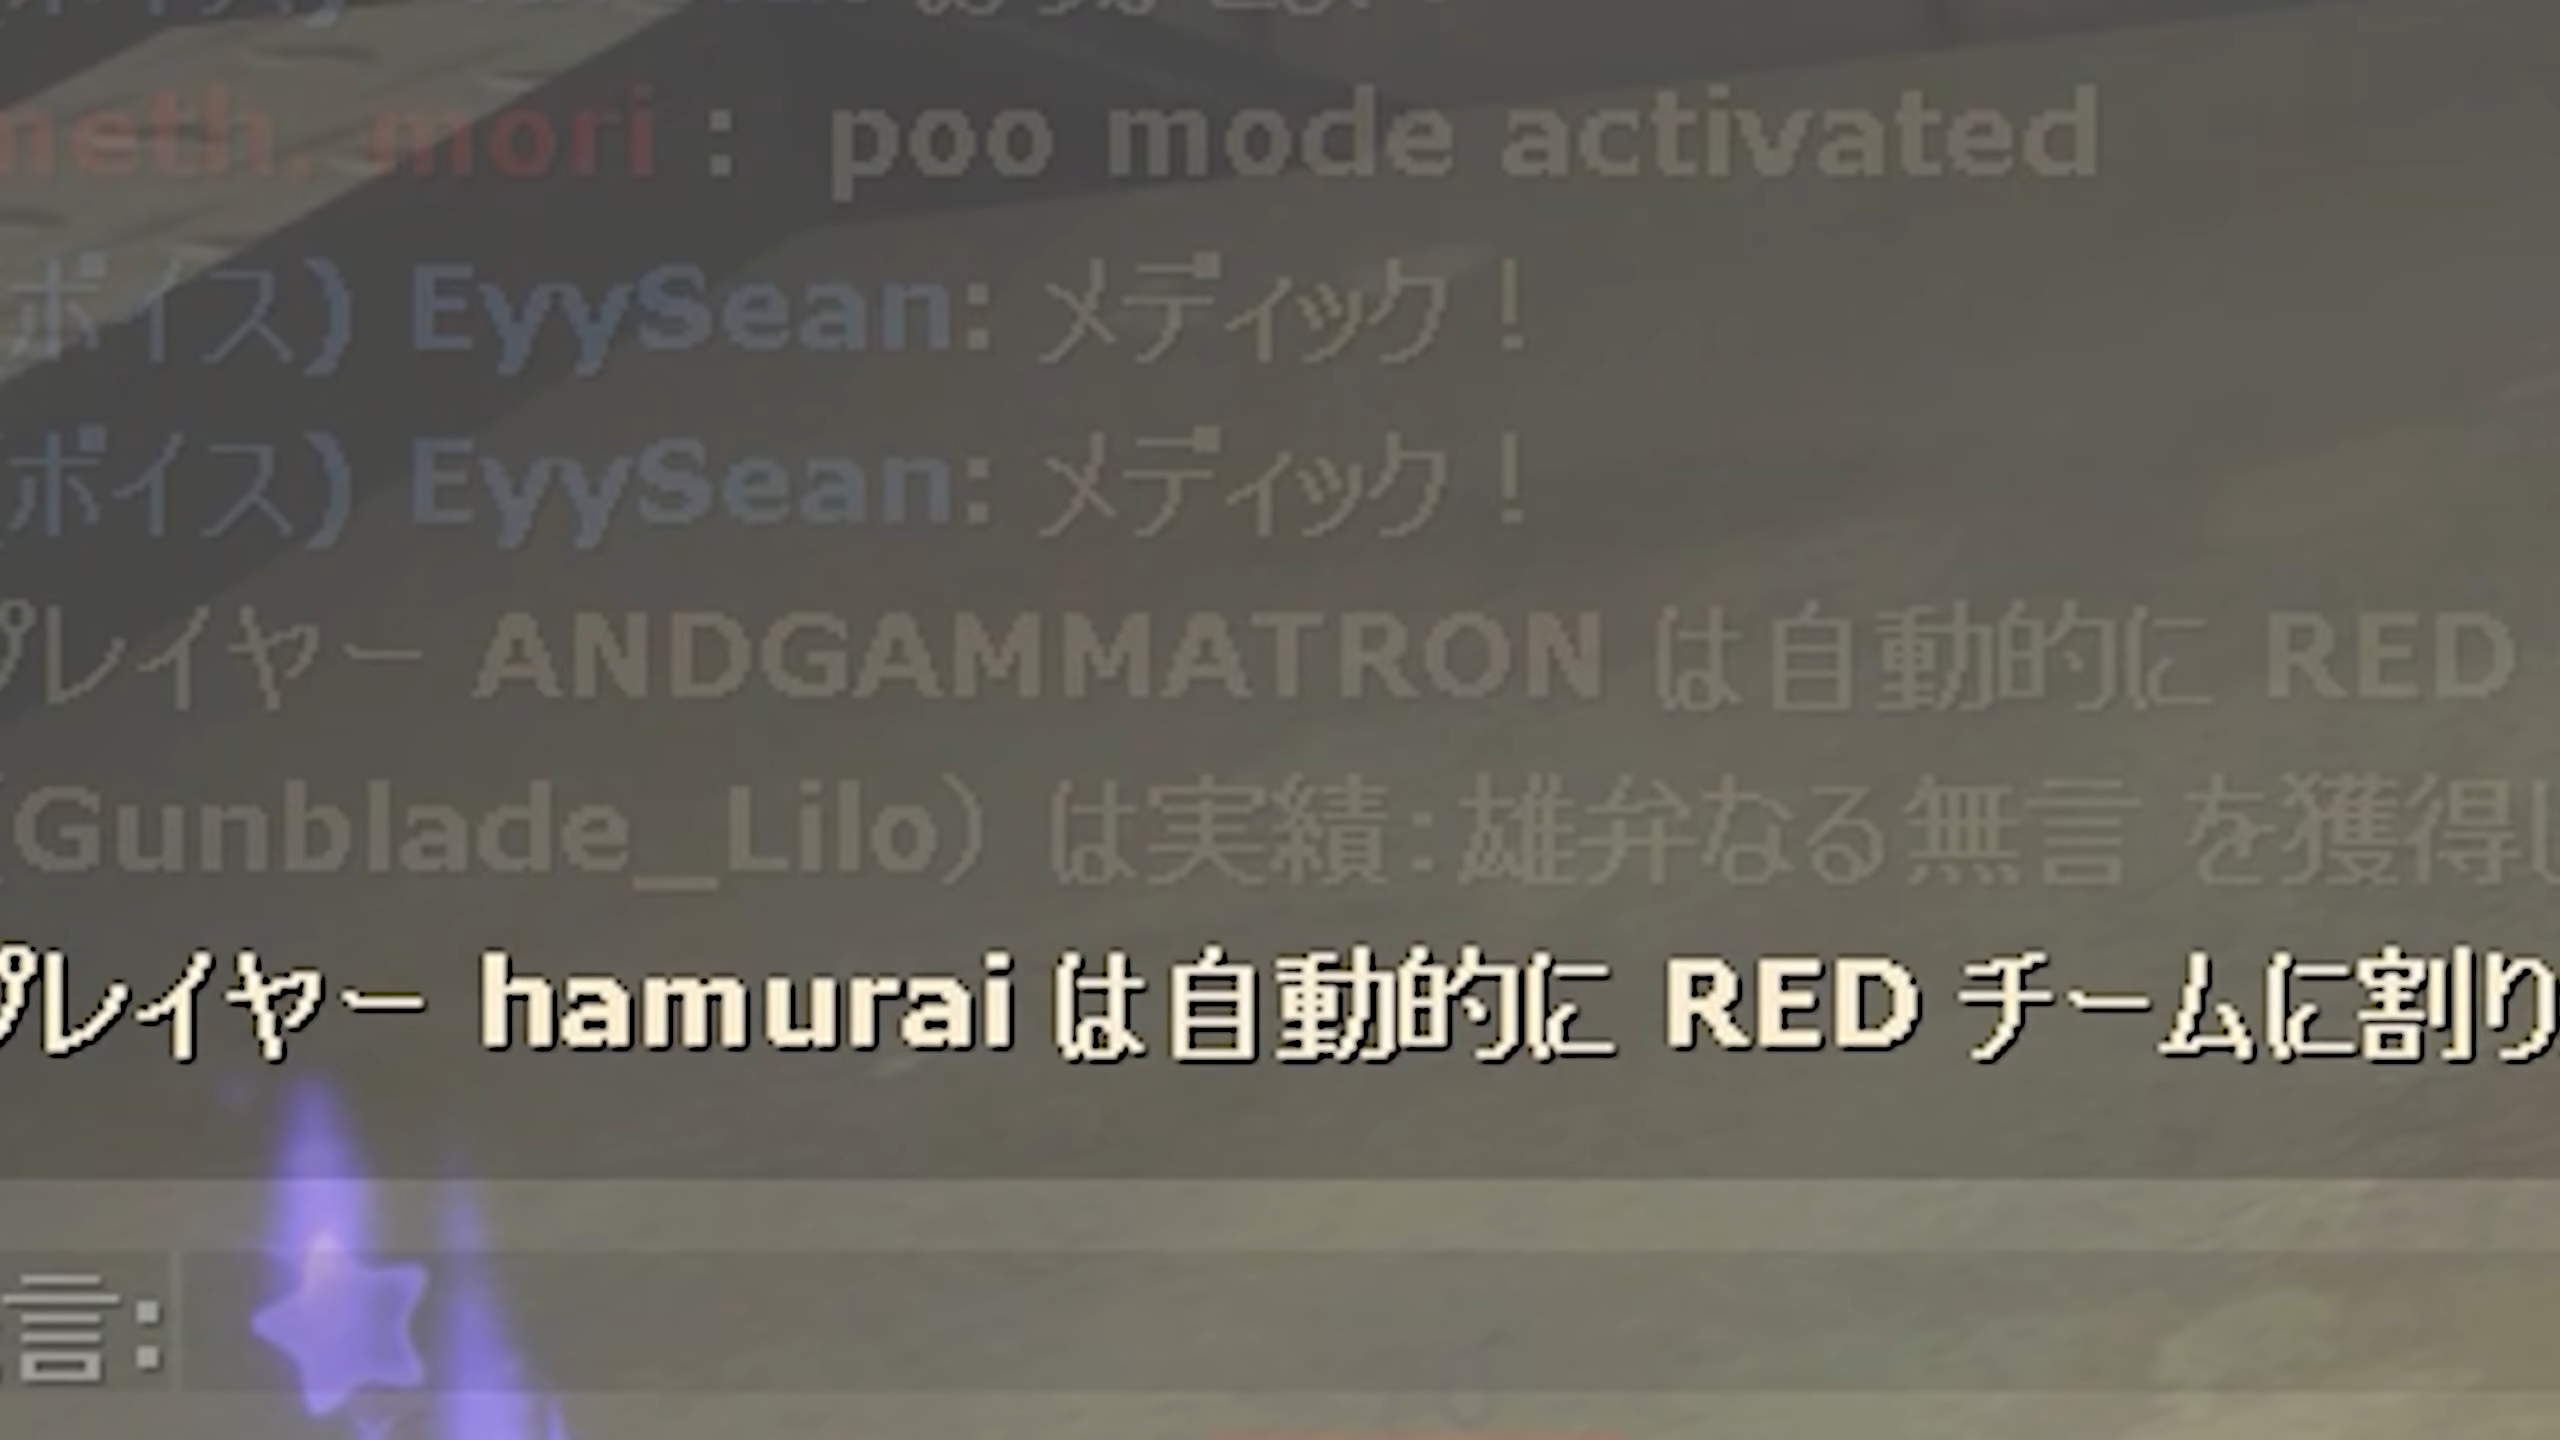 meth. mori : poo mode activated
ボイス) EyySean: メディック！
(ボイス) EyySean: メディック！
プレイヤー ANDGAMMATRON は自動的に RED
(Gunblade_Lilo) は実績：雄弁なる無言 を獲得し
プレイヤー hamurai は自動的に RED チームに割り
言: